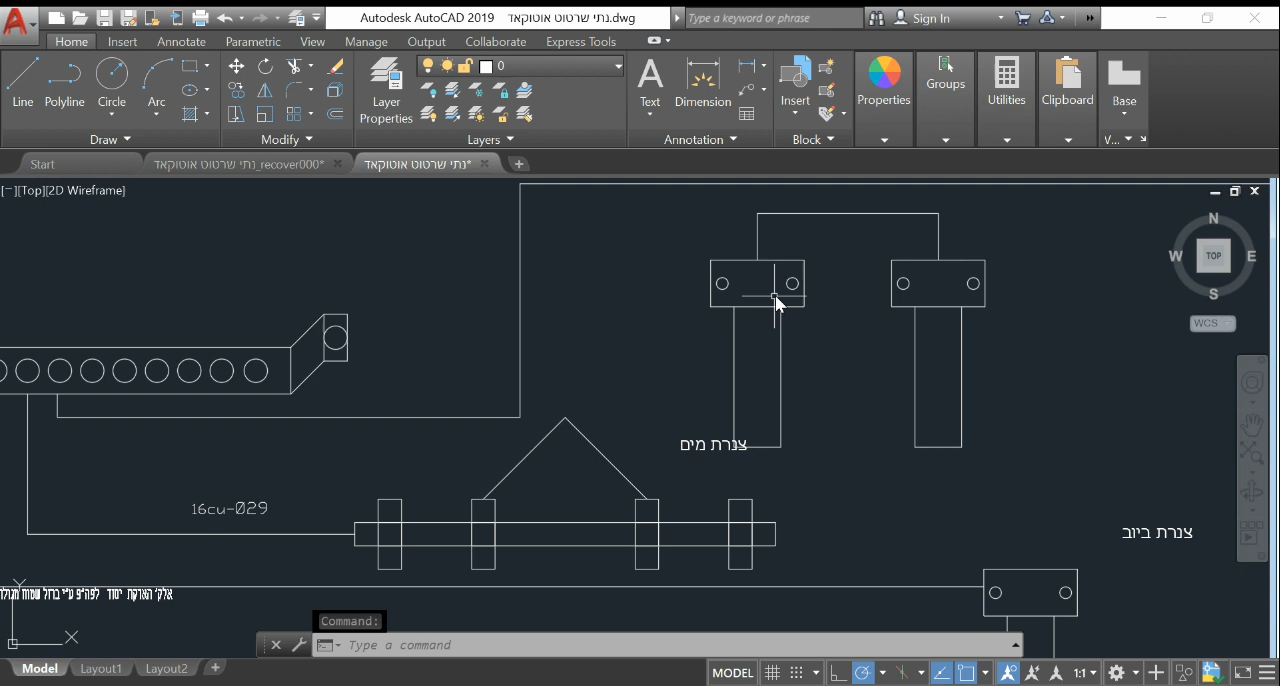 Autodesk AutoCAD 2019 נתי שרטוט אוטוקאד.dwg
Type a keyword or phrase
Sign In
Home Insert Annotate Parametric View Manage Output Collaborate Express Tools
0
Line Polyline Circle Arc
Layer Properties
Text Dimension
Insert
Properties Groups Utilities Clipboard Base
Draw Modify Layers Annotation Block V...
Start נתי שרטוט אוטוקאד_recover000* נתי שרטוט אוטוקאד*
[−][Top][2D Wireframe]
N
W TOP E
S
WCS
צנרת מים
16cu-029
צנרת ביוב
Y
X
Command:
Type a command
Model Layout1 Layout2
MODEL 1:1